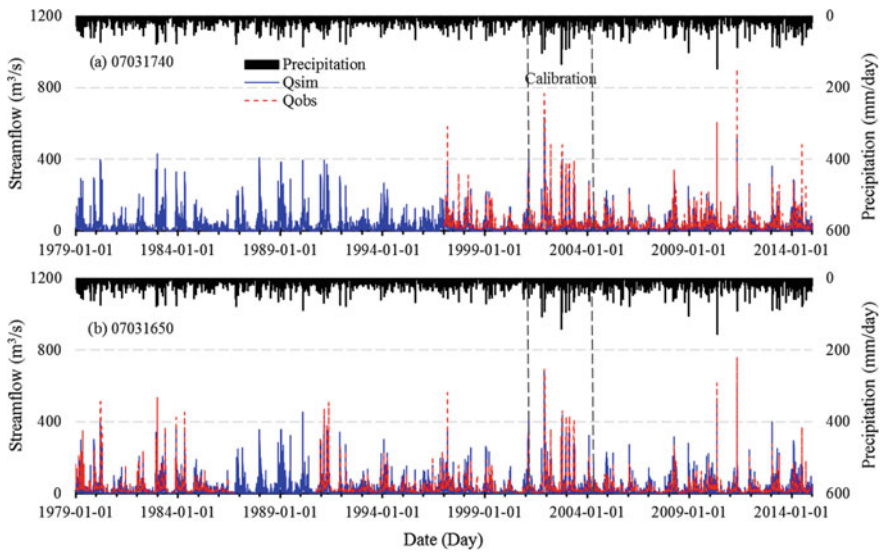 1200
800
400
0
Streamflow (m³/s)
(a) 07031740
Precipitation
Qsim
Qobs
Calibration
0
200
400
600
Precipitation (mm/day)
1979-01-01 1984-01-01 1989-01-01 1994-01-01 1999-01-01 2004-01-01 2009-01-01 2014-01-01
1200
800
400
0
Streamflow (m³/s)
(b) 07031650
0
200
400
600
Precipitation (mm/day)
1979-01-01 1984-01-01 1989-01-01 1994-01-01 1999-01-01 2004-01-01 2009-01-01 2014-01-01
Date (Day)